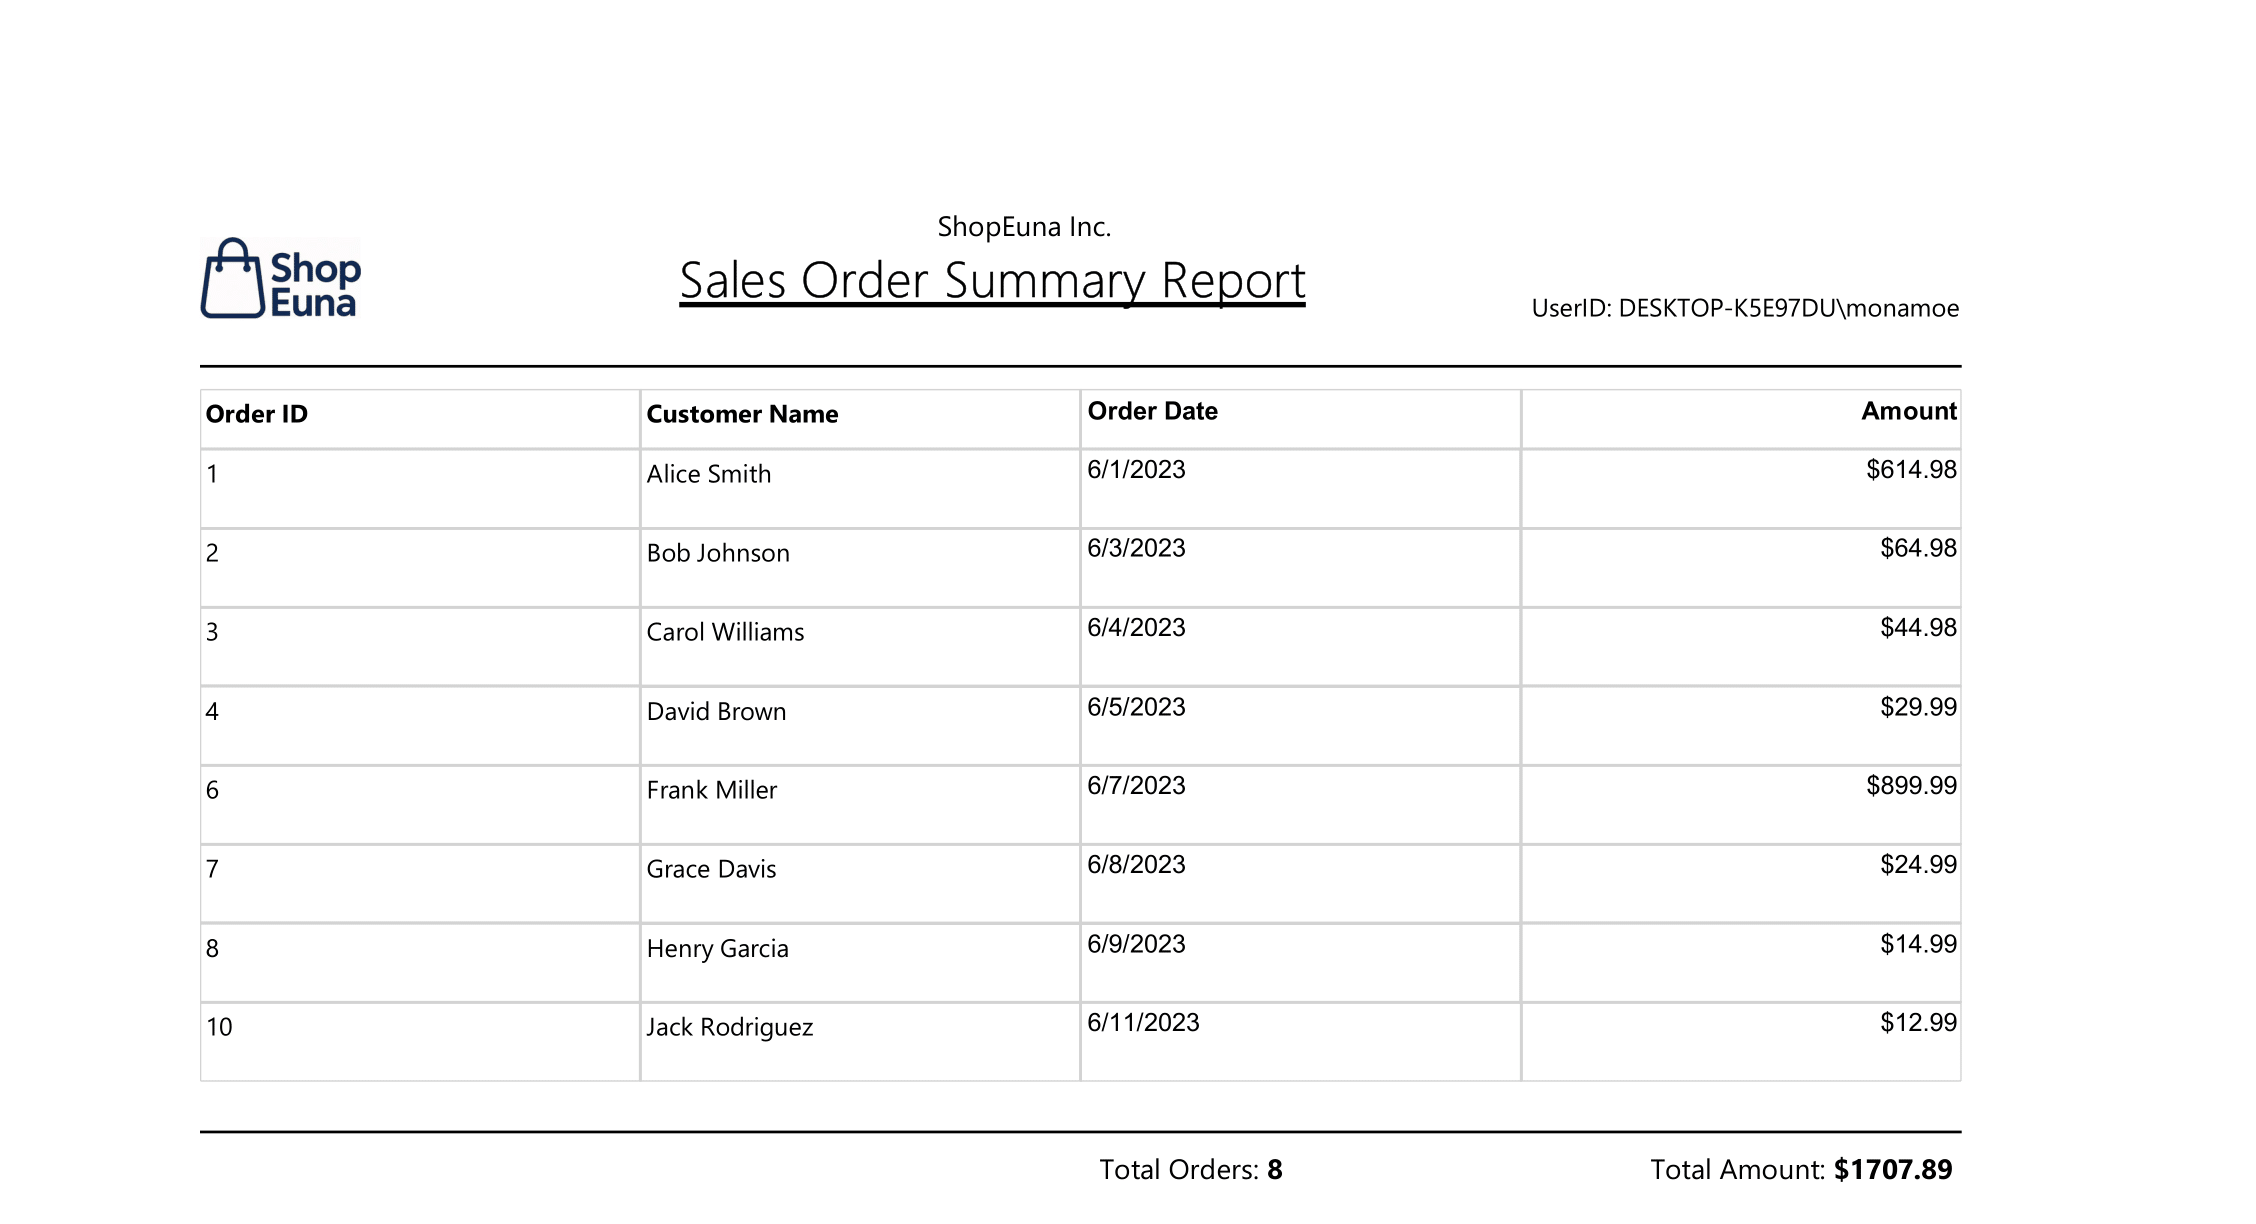 ShopEuna Inc.
Shop
Euna
Sales Order Summary Report
UserID: DESKTOP-K5E97DU\monamoe
Order ID Customer Name Order Date Amount
1 Alice Smith 6/1/2023 $614.98
2 Bob Johnson 6/3/2023 $64.98
3 Carol Williams 6/4/2023 $44.98
4 David Brown 6/5/2023 $29.99
6 Frank Miller 6/7/2023 $899.99
7 Grace Davis 6/8/2023 $24.99
8 Henry Garcia 6/9/2023 $14.99
10 Jack Rodriguez 6/11/2023 $12.99
Total Orders: 8 Total Amount: $1707.89